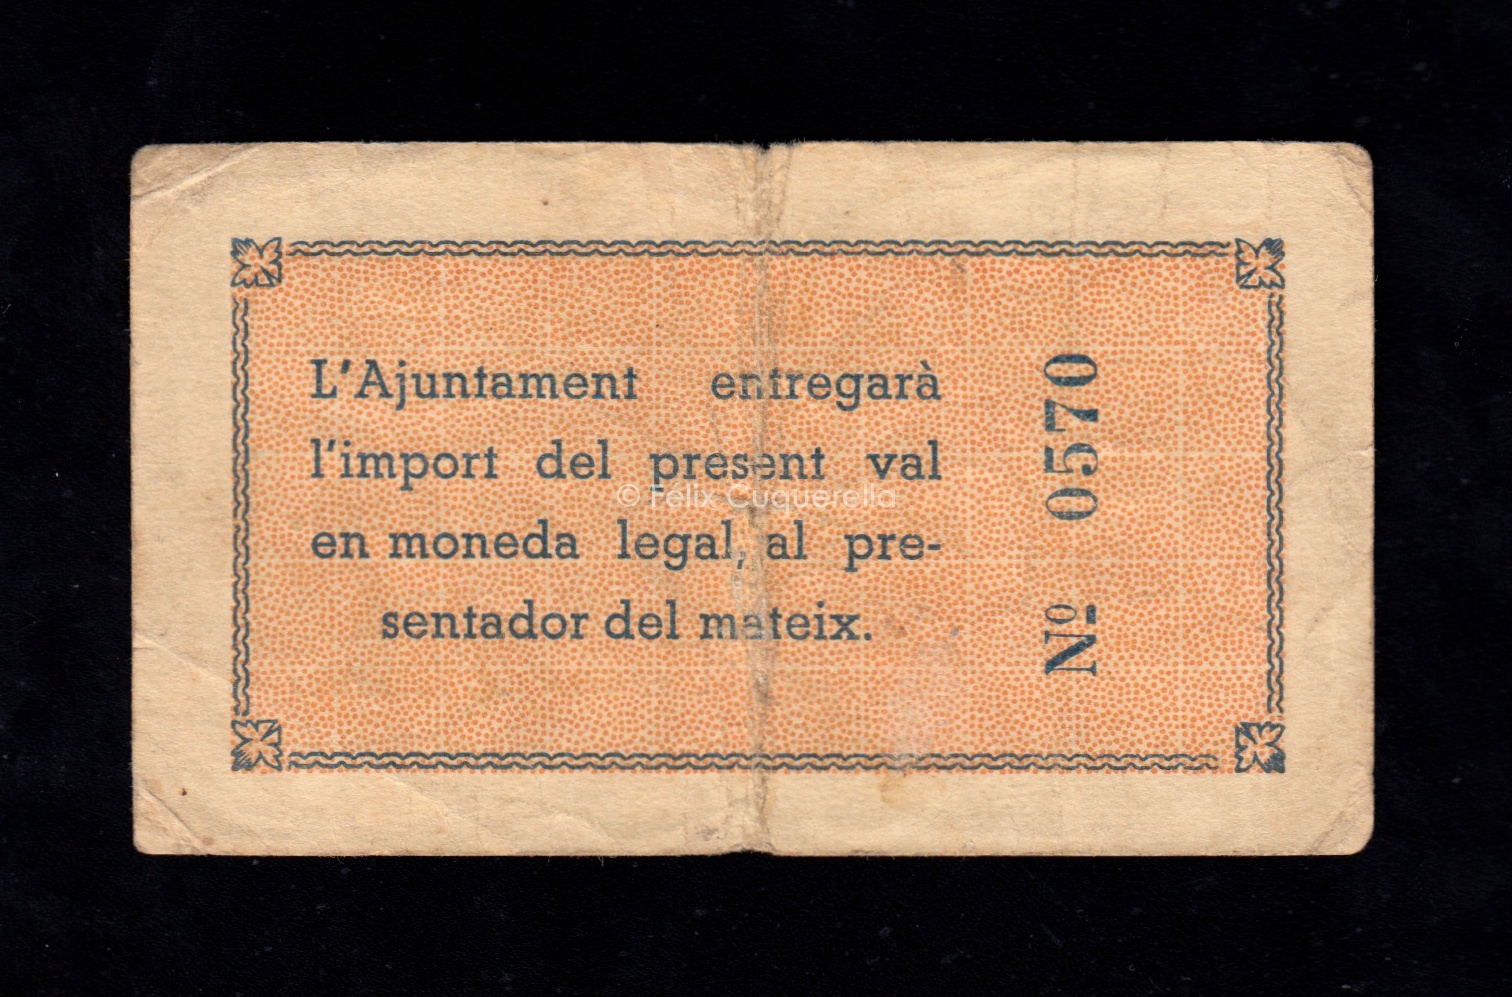 L'Ajuntament entregarà
l'import del present val
en moneda legal, al pre-
sentador del mateix.
Nº 0570
© Felix Cuquerella